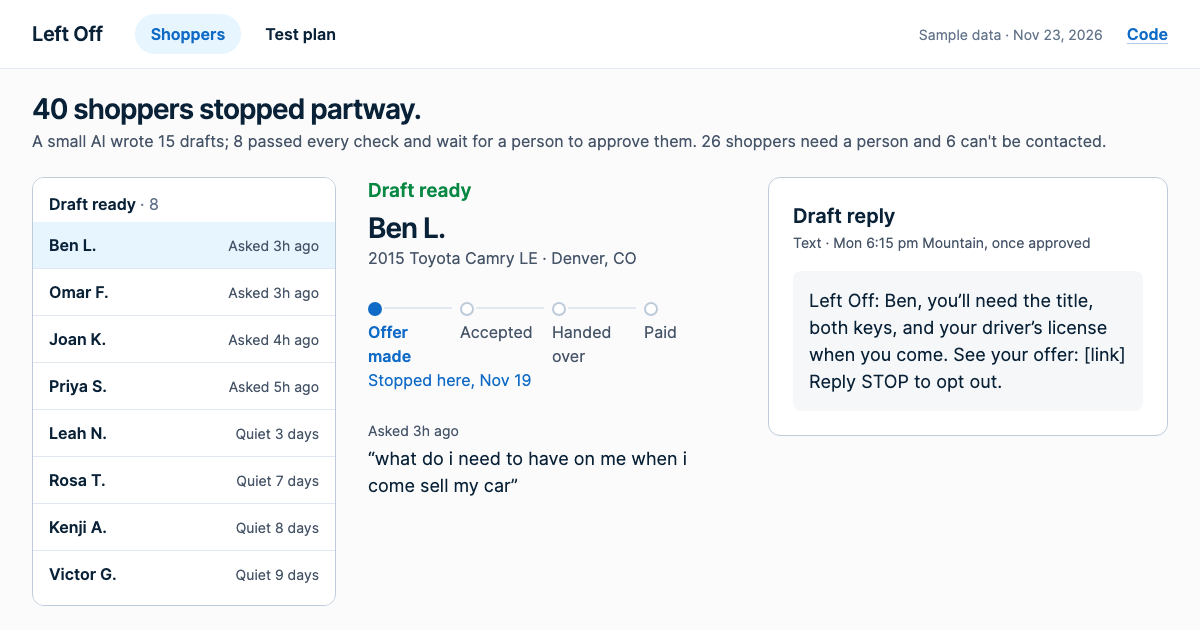 Left Off
Shoppers
Test plan
Sample data · Nov 23, 2026
Code
40 shoppers stopped partway.
A small AI wrote 15 drafts; 8 passed every check and wait for a person to approve them. 26 shoppers need a person and 6 can't be contacted.
Draft ready · 8
Ben L. Asked 3h ago
Omar F. Asked 3h ago
Joan K. Asked 4h ago
Priya S. Asked 5h ago
Leah N. Quiet 3 days
Rosa T. Quiet 7 days
Kenji A. Quiet 8 days
Victor G. Quiet 9 days
Draft ready
Ben L.
2015 Toyota Camry LE · Denver, CO
Offer made
Accepted
Handed over
Paid
Stopped here, Nov 19
Asked 3h ago
“what do i need to have on me when i
come sell my car”
Draft reply
Text · Mon 6:15 pm Mountain, once approved
Left Off: Ben, you’ll need the title,
both keys, and your driver’s license
when you come. See your offer: [link]
Reply STOP to opt out.